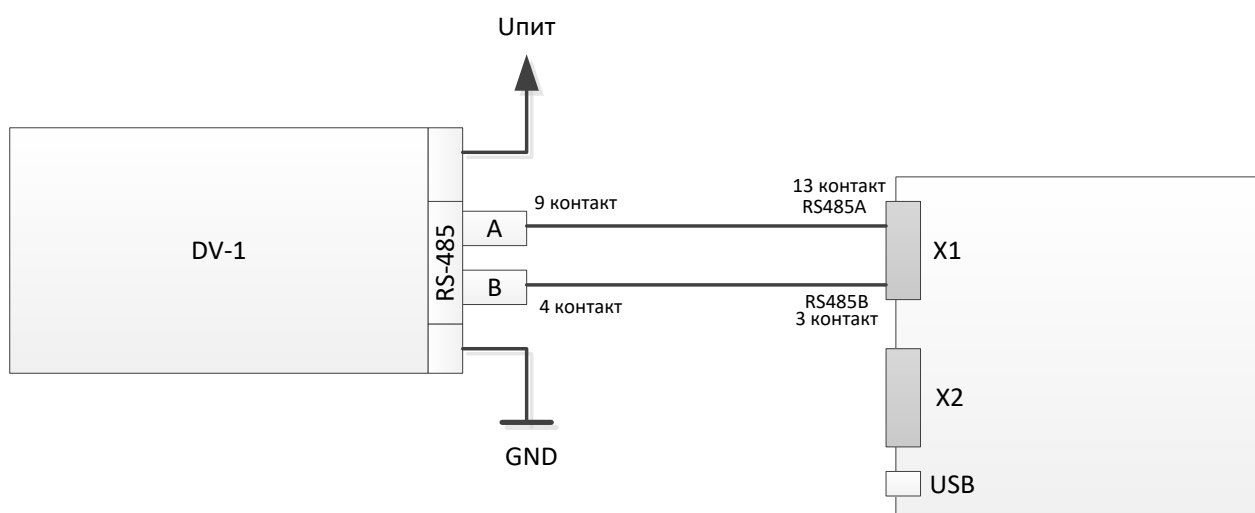 Uпит
DV-1
RS-485
A
B
9 контакт
4 контакт
GND
13 контакт
RS485A
RS485B
3 контакт
X1
X2
USB